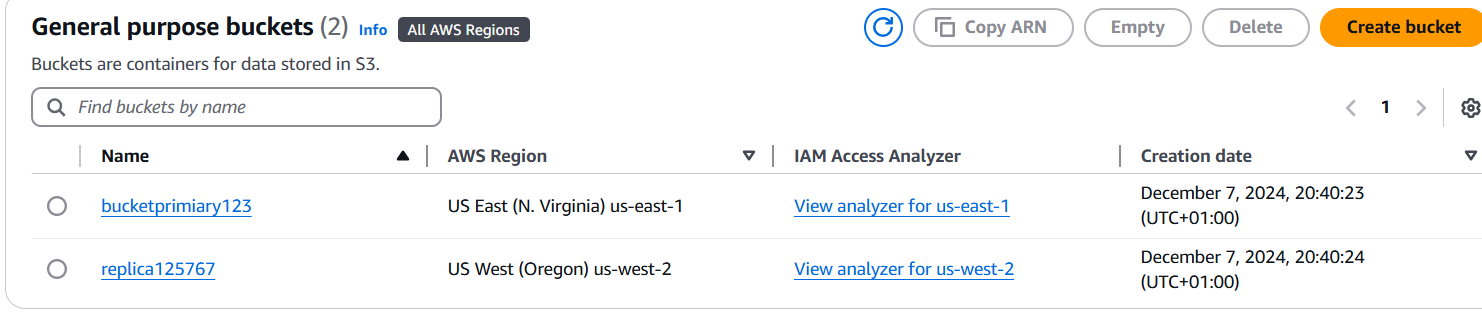 General purpose buckets (2) Info All AWS Regions Copy ARN Empty Delete Create bucket
Buckets are containers for data stored in S3.
Find buckets by name 1
Name AWS Region IAM Access Analyzer Creation date
bucketprimiary123 US East (N. Virginia) us-east-1 View analyzer for us-east-1 December 7, 2024, 20:40:23
(UTC+01:00)
replica125767 US West (Oregon) us-west-2 View analyzer for us-west-2 December 7, 2024, 20:40:24
(UTC+01:00)